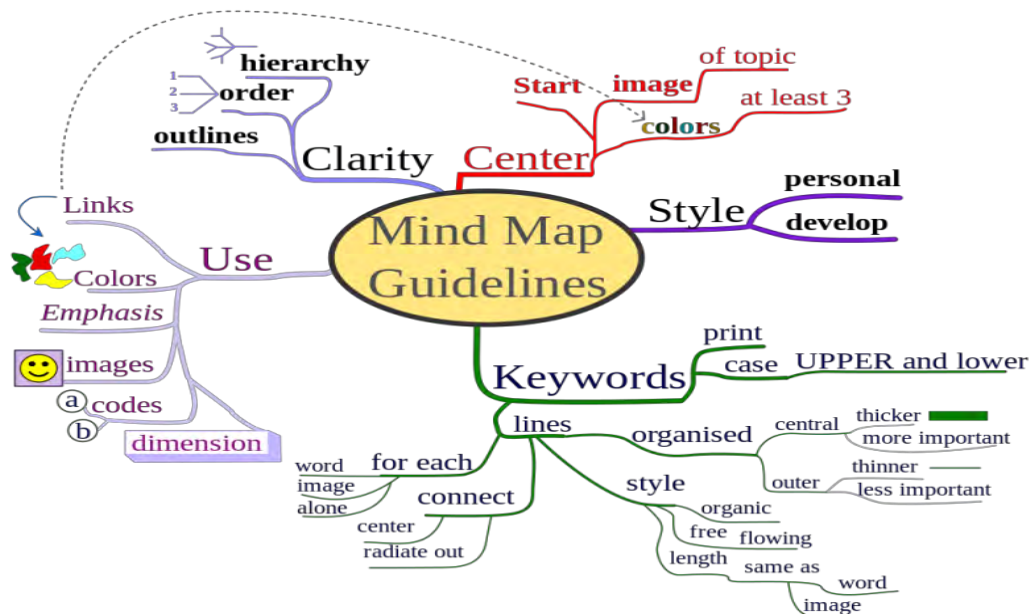 Mind Map
Guidelines
hierarchy
1
2
3
order
outlines
Clarity
Start
image
of topic
colors
at least 3
Center
personal
Style
develop
Links
Use
Colors
Emphasis
images
codes
a
b
dimension
Keywords
print
case
UPPER and lower
lines
organised
central
thicker
more important
outer
thinner
less important
for each
word
image
alone
connect
center
radiate out
style
organic
free
flowing
length
same as
word
image